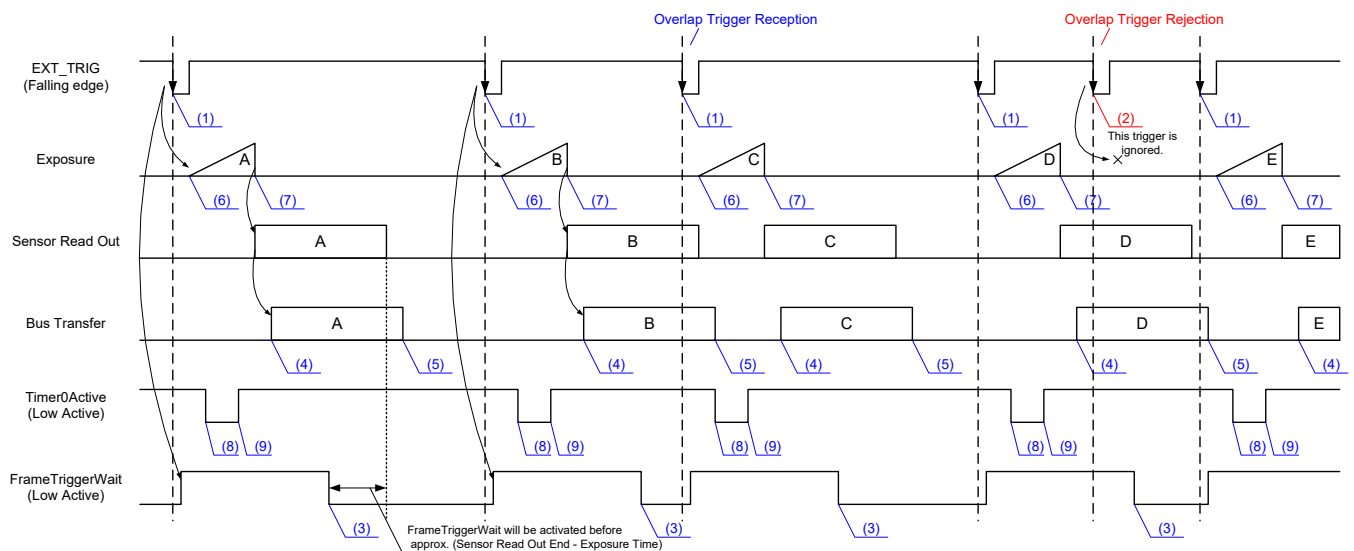 Overlap Trigger Reception
Overlap Trigger Rejection
EXT_TRIG
(Falling edge)
(1)
(1)
(1)
(1)
(2)
(1)
This trigger is
ignored.
Exposure
A
B
C
D
E
(6)
(7)
(6)
(7)
(6)
(7)
(6)
(7)
(6)
(7)
Sensor Read Out
A
B
C
D
E
Bus Transfer
A
B
C
D
E
(4)
(5)
(4)
(5)
(4)
(5)
(4)
(5)
(4)
Timer0Active
(Low Active)
(8)
(9)
(8)
(9)
(8)
(9)
(8)
(9)
(8)
(9)
FrameTriggerWait
(Low Active)
(3)
(3)
(3)
(3)
FrameTriggerWait will be activated before
approx. (Sensor Read Out End - Exposure Time)